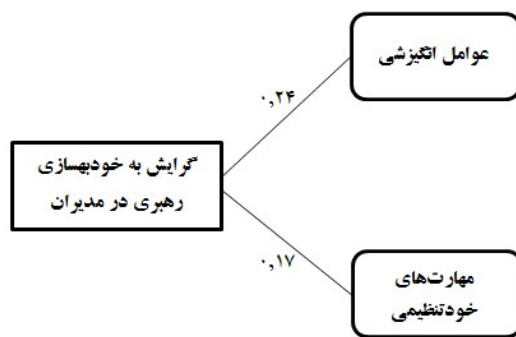 عوامل انگیزشی
۰,۲۴
گرایش به خودبهسازی
رهبری در مدیران
۰,۱۷
مهارت‌های
خودتنظیمی